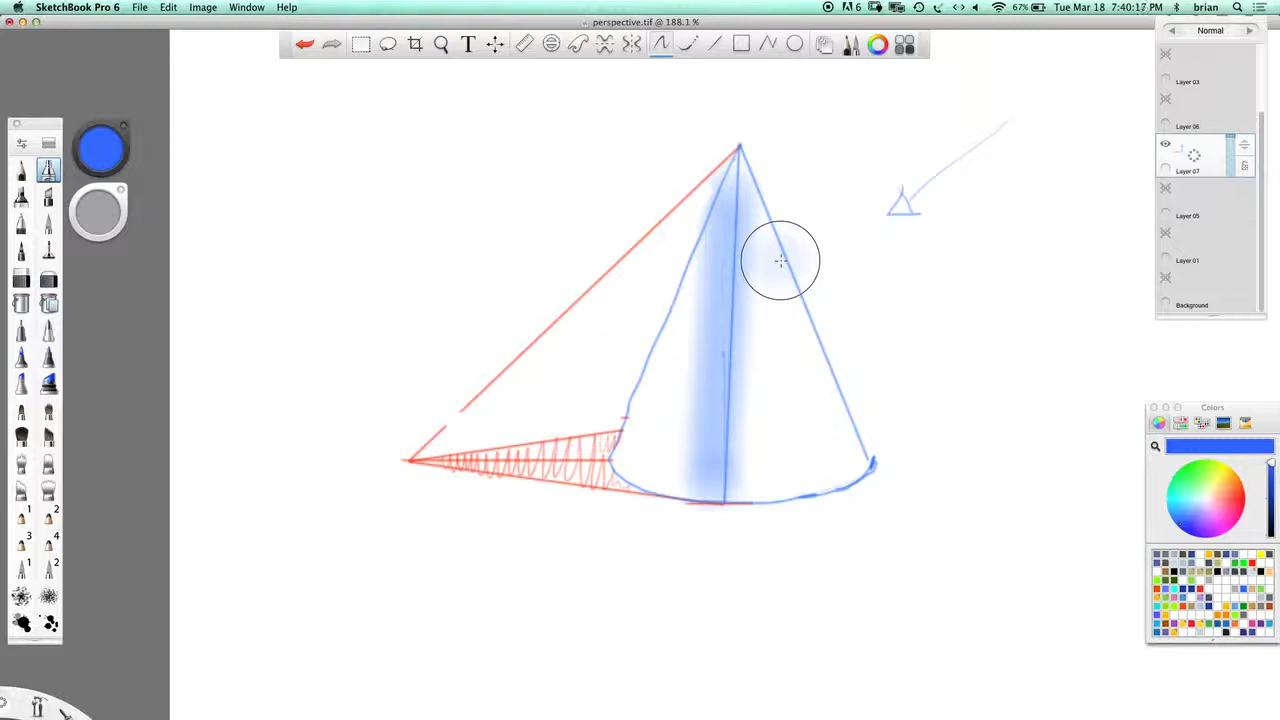 SketchBook Pro 6 File Edit Image Window Help 6 67% Tue Mar 18 7:40:17 PM brian
perspective.tif @ 188.1 %
T
Normal
Layer 03
Layer 06
Layer 07
Layer 05
Layer 01
Background
Colors
1 2
3 4
1 2